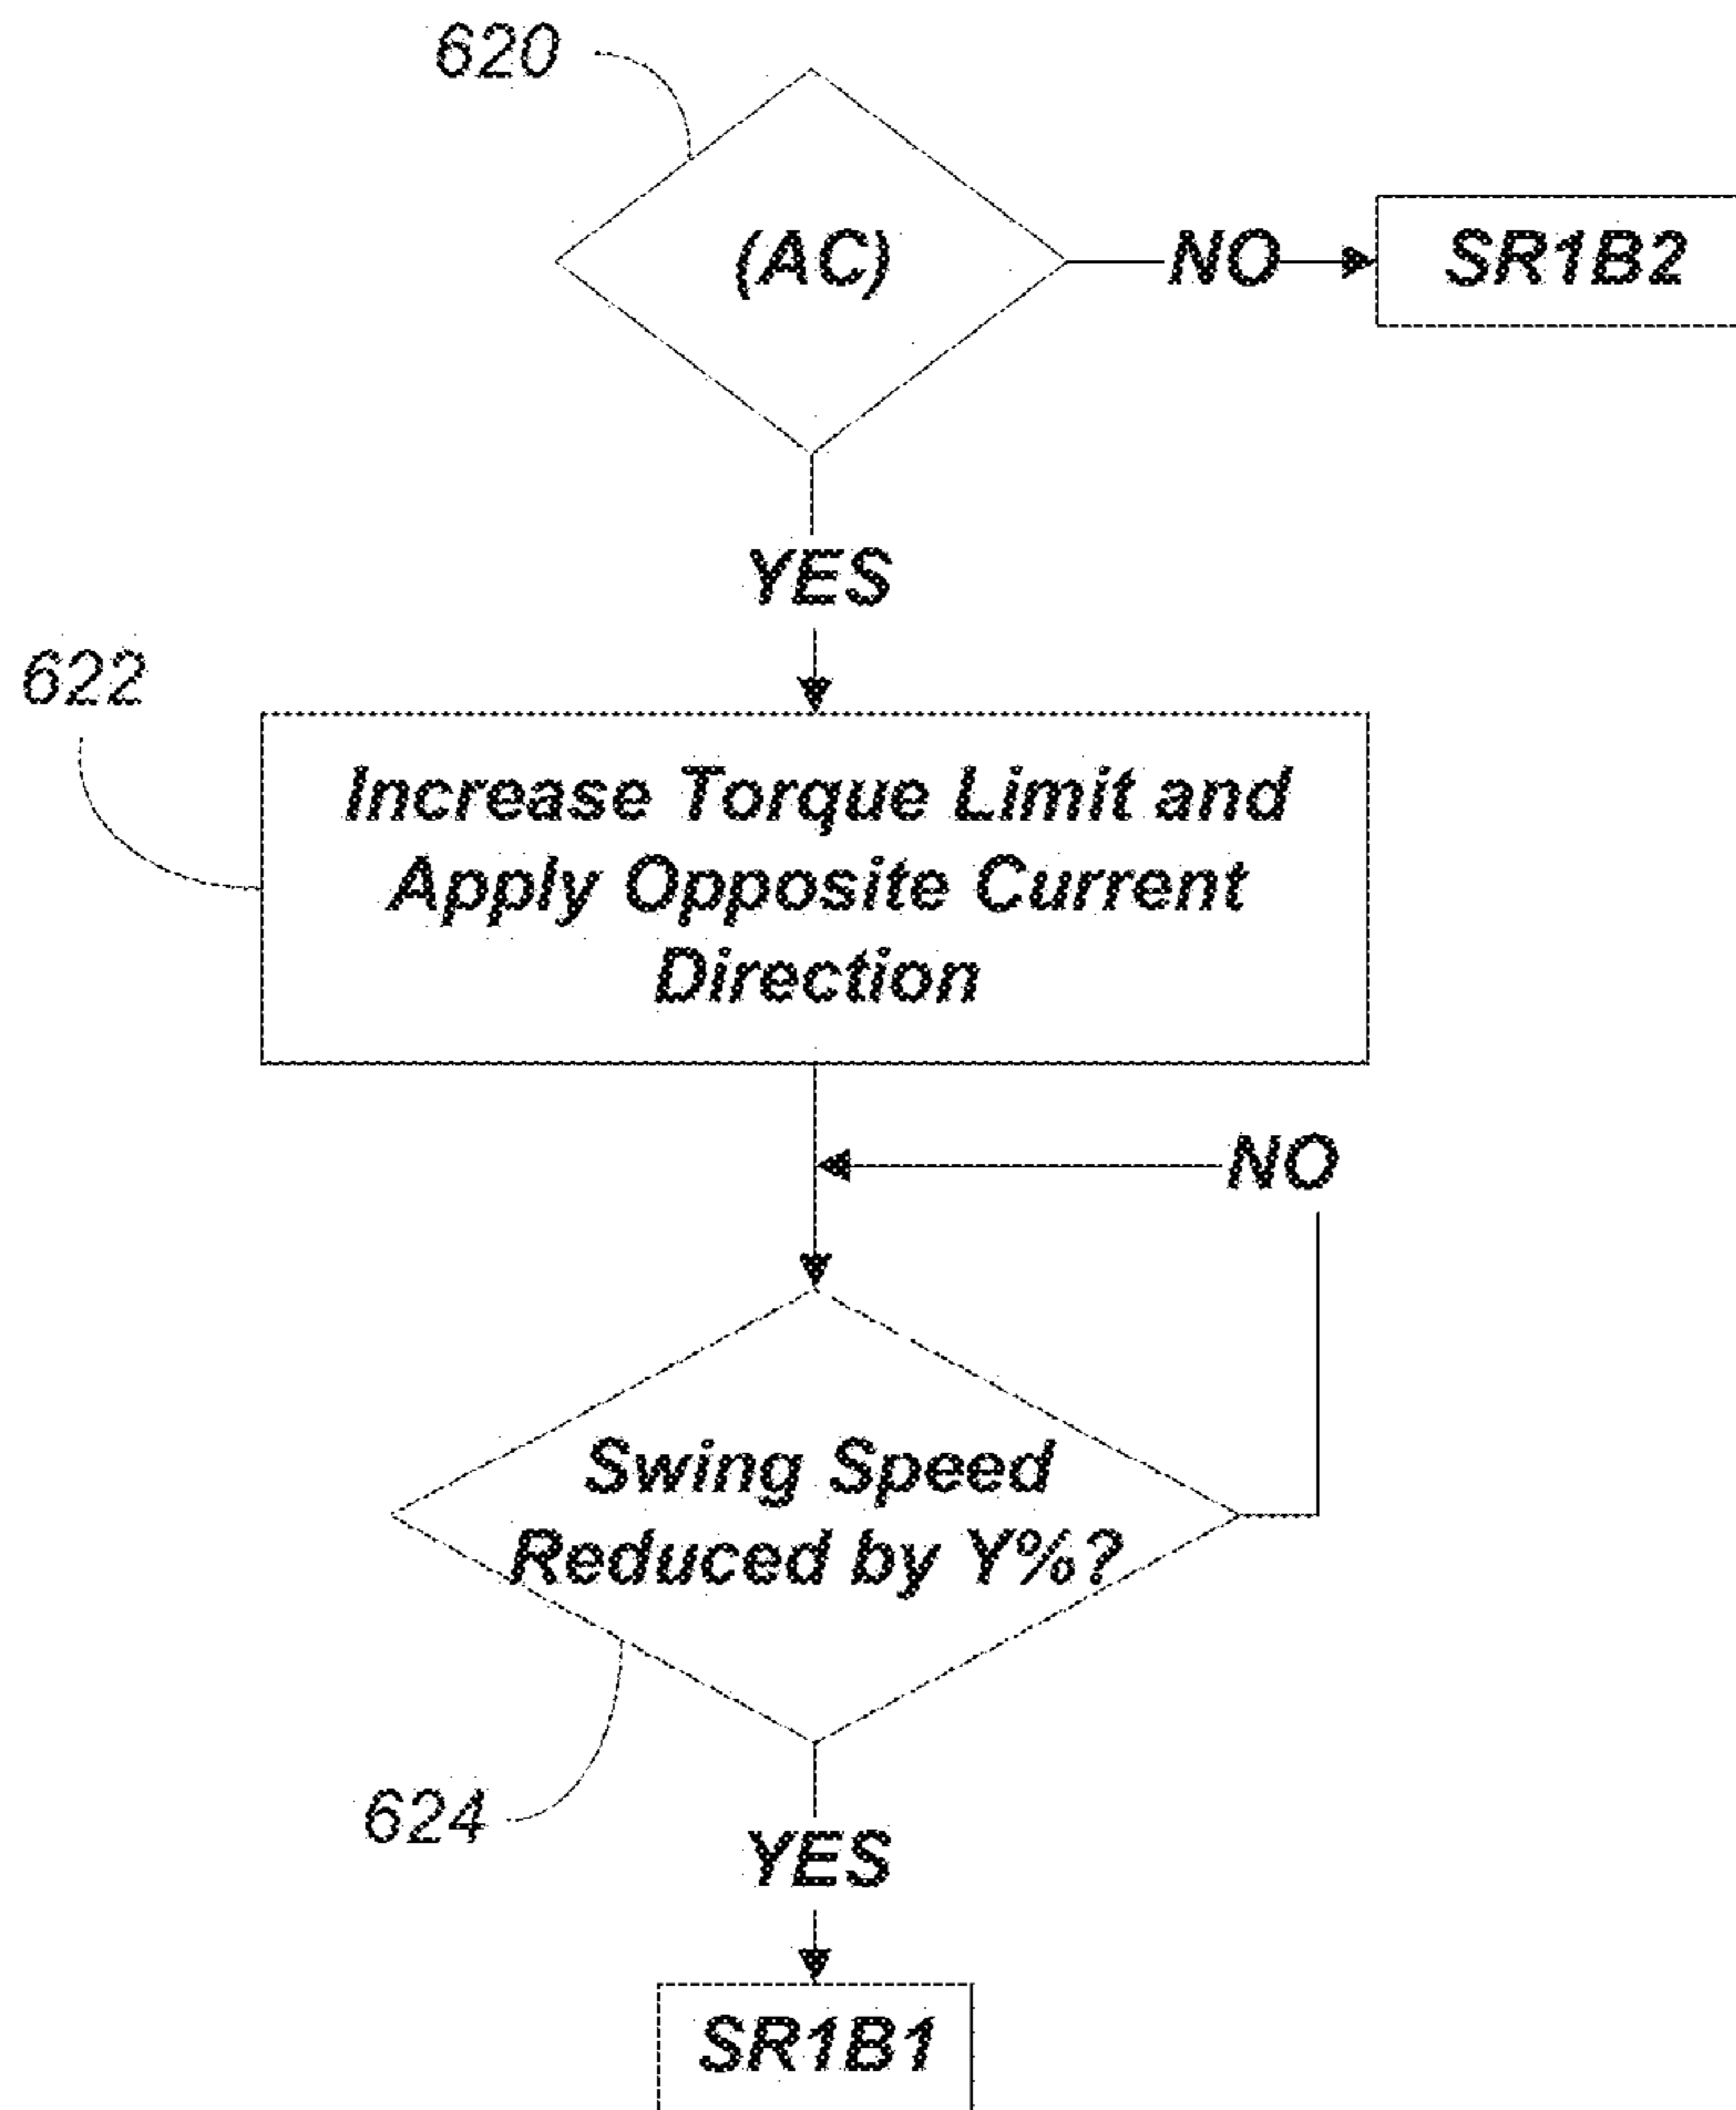 620
(AC)
NO
SR1B2
YES
622
Increase Torque Limit and
Apply Opposite Current
Direction
NO
Swing Speed
Reduced by Y%?
624
YES
SR1B1